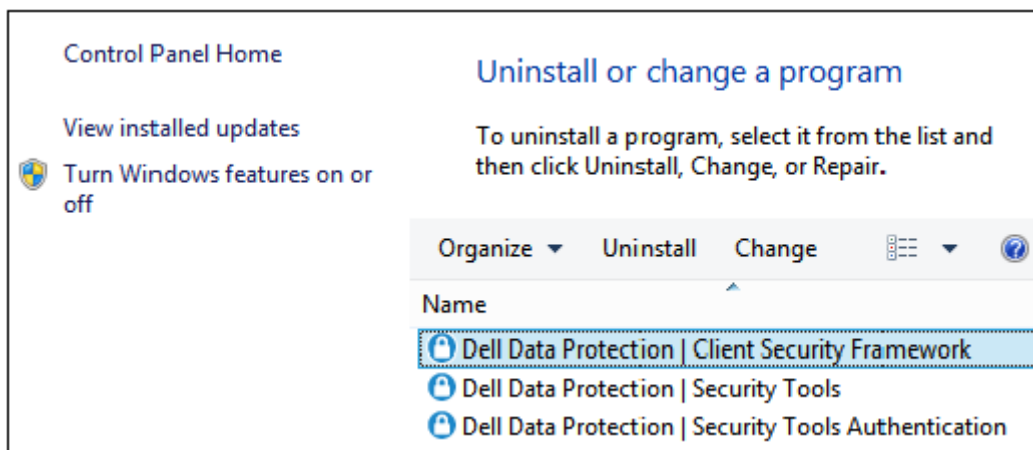 Control Panel Home
View installed updates
Turn Windows features on or
off
Uninstall or change a program
To uninstall a program, select it from the list and
then click Uninstall, Change, or Repair.
Organize Uninstall Change
Name
Dell Data Protection | Client Security Framework
Dell Data Protection | Security Tools
Dell Data Protection | Security Tools Authentication